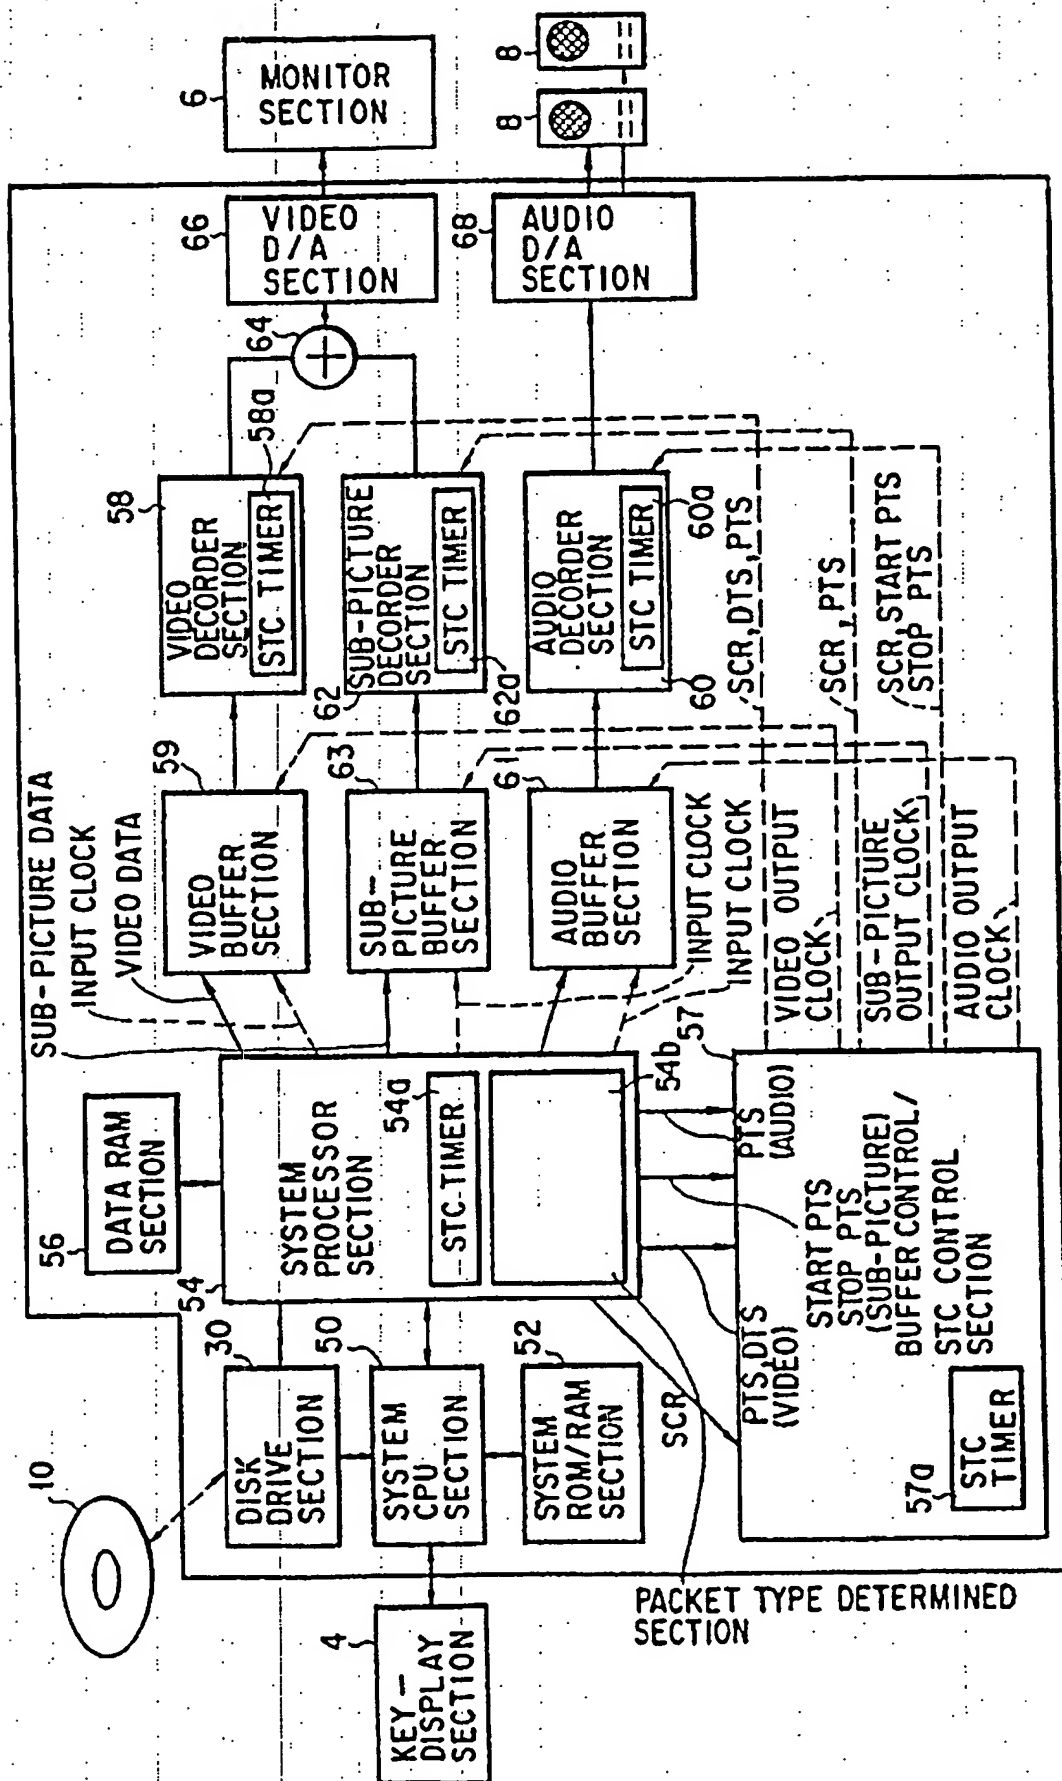 10
4
KEY-
DISPLAY
SECTION
30
DISK
DRIVE
SECTION
50
SYSTEM
CPU
SECTION
52
SYSTEM
ROM/RAM
SECTION
56
DATA RAM
SECTION
54
SYSTEM
PROCESSOR
SECTION
54a
STC TIMER
54b
SCR
PACKET TYPE DETERMINED
SECTION
SUB-PICTURE DATA
INPUT CLOCK
VIDEO DATA
59
VIDEO
BUFFER
SECTION
63
SUB-
PICTURE
BUFFER
SECTION
61
AUDIO
BUFFER
SECTION
INPUT CLOCK
INPUT CLOCK
58
VIDEO
DECORDER
SECTION
58a
STC TIMER
62
SUB-PICTURE
DECORDER
SECTION
62a
STC TIMER
60
AUDIO
DECORDER
SECTION
60a
STC TIMER
64
66
VIDEO
D/A
SECTION
68
AUDIO
D/A
SECTION
6
MONITOR
SECTION
8
8
57
PTS,DTS
(VIDEO)
START PTS
STOP PTS
(SUB-PICTURE)
PTS
(AUDIO)
BUFFER CONTROL/
STC CONTROL
SECTION
57a
STC
TIMER
VIDEO OUTPUT
CLOCK
SUB-PICTURE
OUTPUT CLOCK
AUDIO OUTPUT
CLOCK
SCR,DTS,PTS
SCR,PTS
SCR,START PTS
STOP PTS